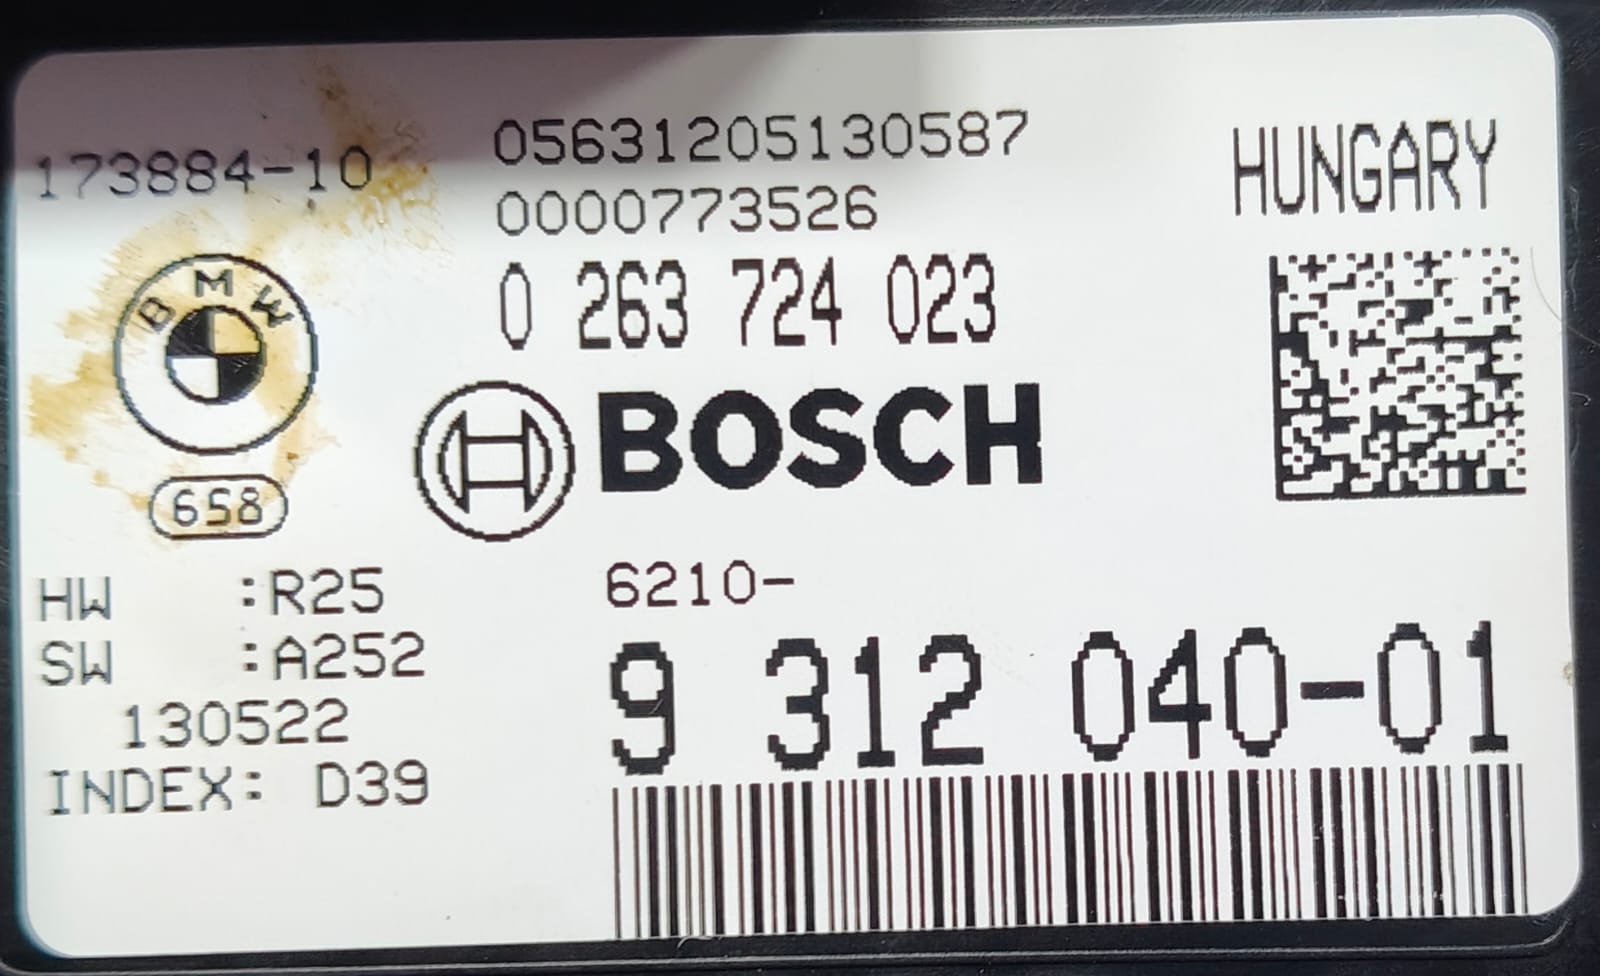 173884-10
05631205130587
0000773526
HUNGARY
0 263 724 023
BMW
BOSCH
658
HW :R25
SW :A252
130522
INDEX: D39
6210-
9 312 040-01